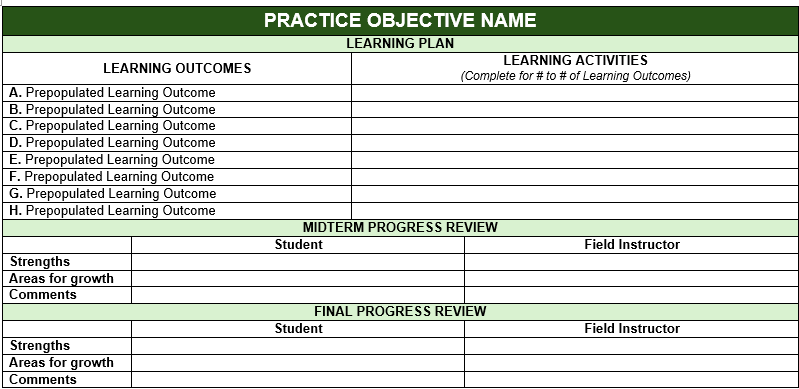 PRACTICE OBJECTIVE NAME
LEARNING PLAN
LEARNING OUTCOMES
LEARNING ACTIVITIES
(Complete for # to # of Learning Outcomes)
A. Prepopulated Learning Outcome
B. Prepopulated Learning Outcome
C. Prepopulated Learning Outcome
D. Prepopulated Learning Outcome
E. Prepopulated Learning Outcome
F. Prepopulated Learning Outcome
G. Prepopulated Learning Outcome
H. Prepopulated Learning Outcome
MIDTERM PROGRESS REVIEW
Student Field Instructor
Strengths
Areas for growth
Comments
FINAL PROGRESS REVIEW
Student Field Instructor
Strengths
Areas for growth
Comments